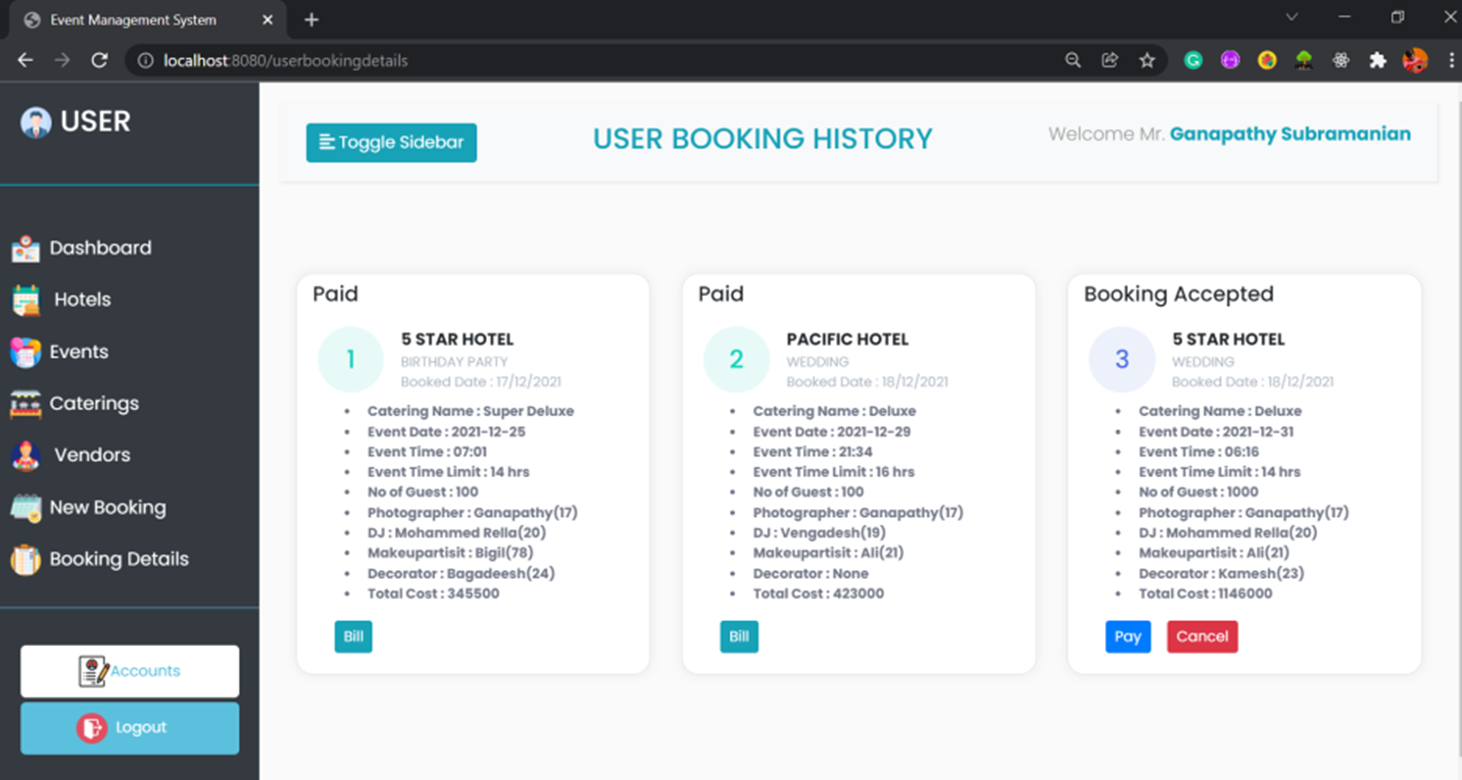 Event Management System
localhost:8080/userbookingdetails
USER
Dashboard
Hotels
Events
Caterings
Vendors
New Booking
Booking Details
Accounts
Logout
Toggle Sidebar
USER BOOKING HISTORY
Welcome Mr. Ganapathy Subramanian
Paid
1
5 STAR HOTEL
BIRTHDAY PARTY
Booked Date : 17/12/2021
• Catering Name : Super Deluxe
• Event Date : 2021-12-25
• Event Time : 07:01
• Event Time Limit : 14 hrs
• No of Guest : 100
• Photographer : Ganapathy(17)
• DJ : Mohammed Rella(20)
• Makeupartisit : Bigil(78)
• Decorator : Bagadeesh(24)
• Total Cost : 345500
Bill
Paid
2
PACIFIC HOTEL
WEDDING
Booked Date : 18/12/2021
• Catering Name : Deluxe
• Event Date : 2021-12-29
• Event Time : 21:34
• Event Time Limit : 16 hrs
• No of Guest : 100
• Photographer : Ganapathy(17)
• DJ : Vengadesh(19)
• Makeupartisit : Ali(21)
• Decorator : None
• Total Cost : 423000
Bill
Booking Accepted
3
5 STAR HOTEL
WEDDING
Booked Date : 18/12/2021
• Catering Name : Deluxe
• Event Date : 2021-12-31
• Event Time : 06:16
• Event Time Limit : 14 hrs
• No of Guest : 1000
• Photographer : Ganapathy(17)
• DJ : Mohammed Rella(20)
• Makeupartisit : Ali(21)
• Decorator : Kamesh(23)
• Total Cost : 1146000
Pay Cancel